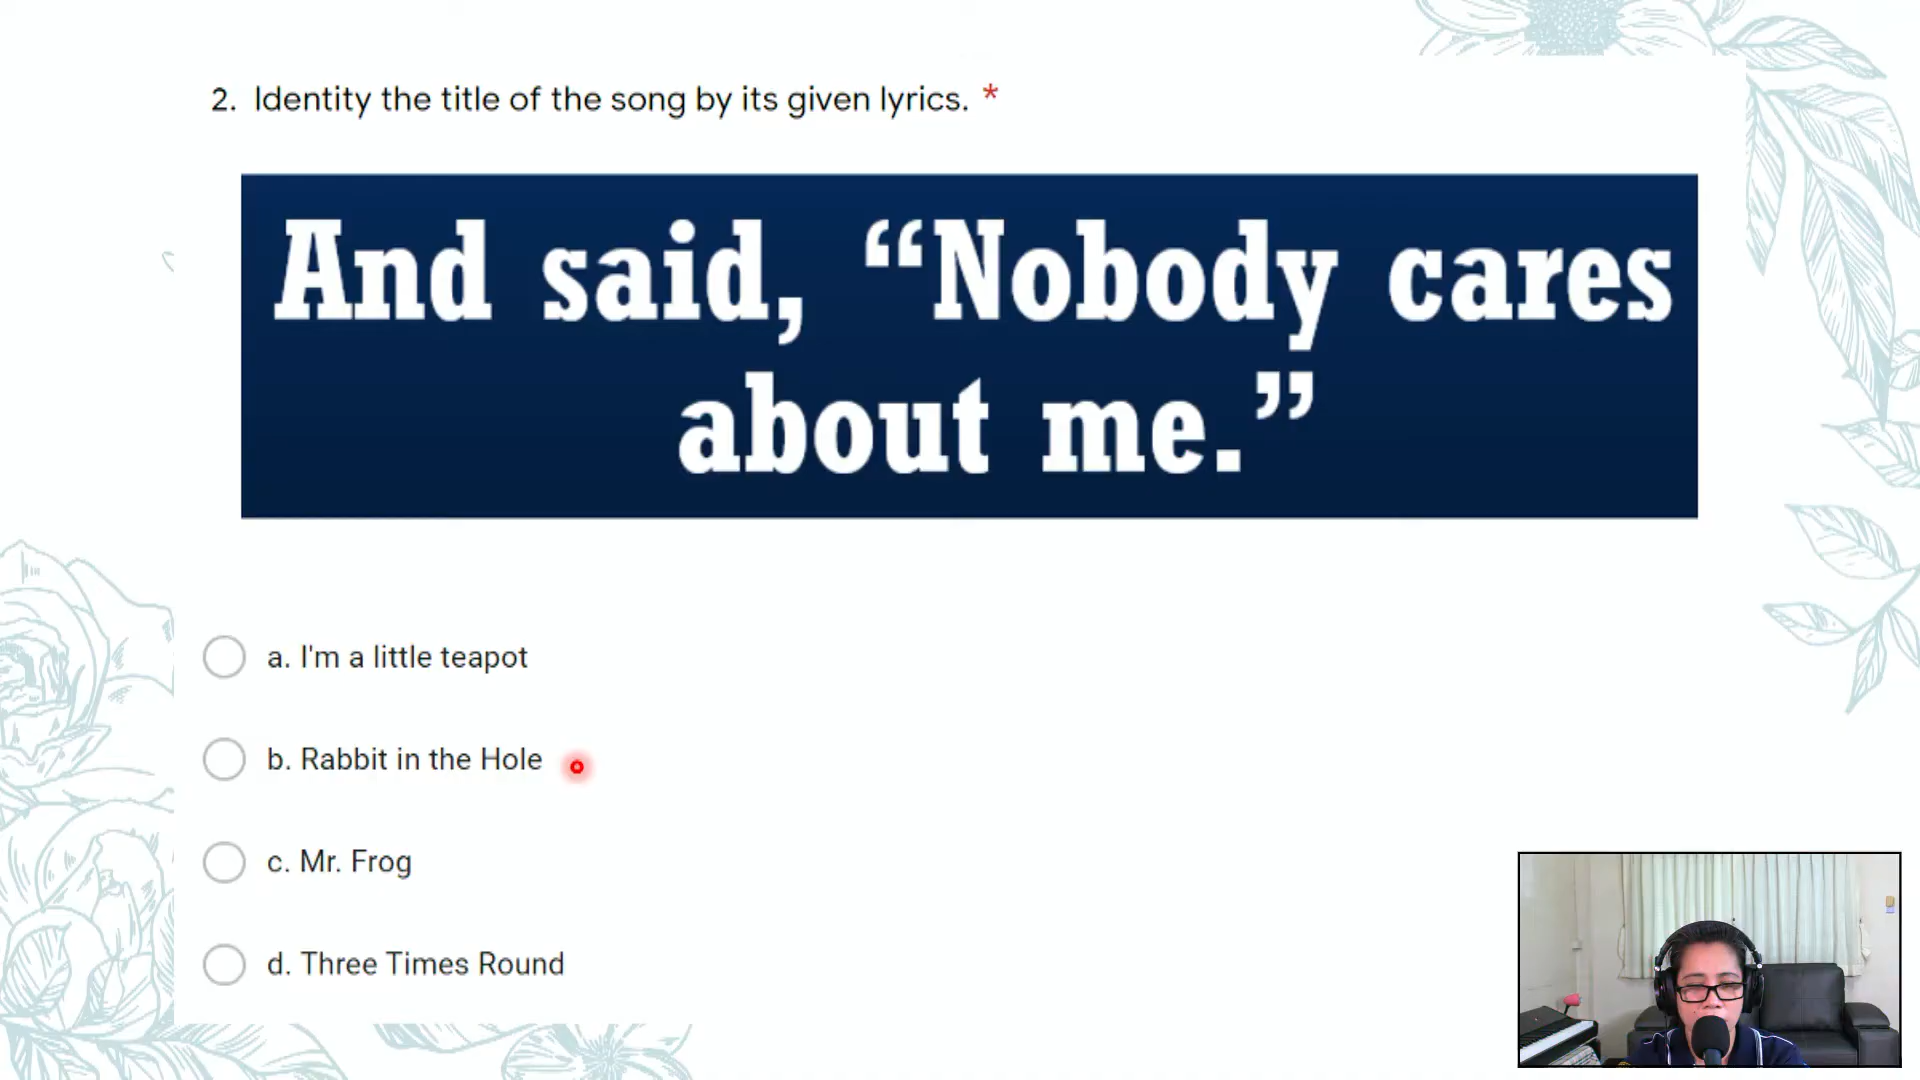 2. Identity the title of the song by its given lyrics. *
And said, “Nobody cares
about me.”
a. I'm a little teapot
b. Rabbit in the Hole
c. Mr. Frog
d. Three Times Round